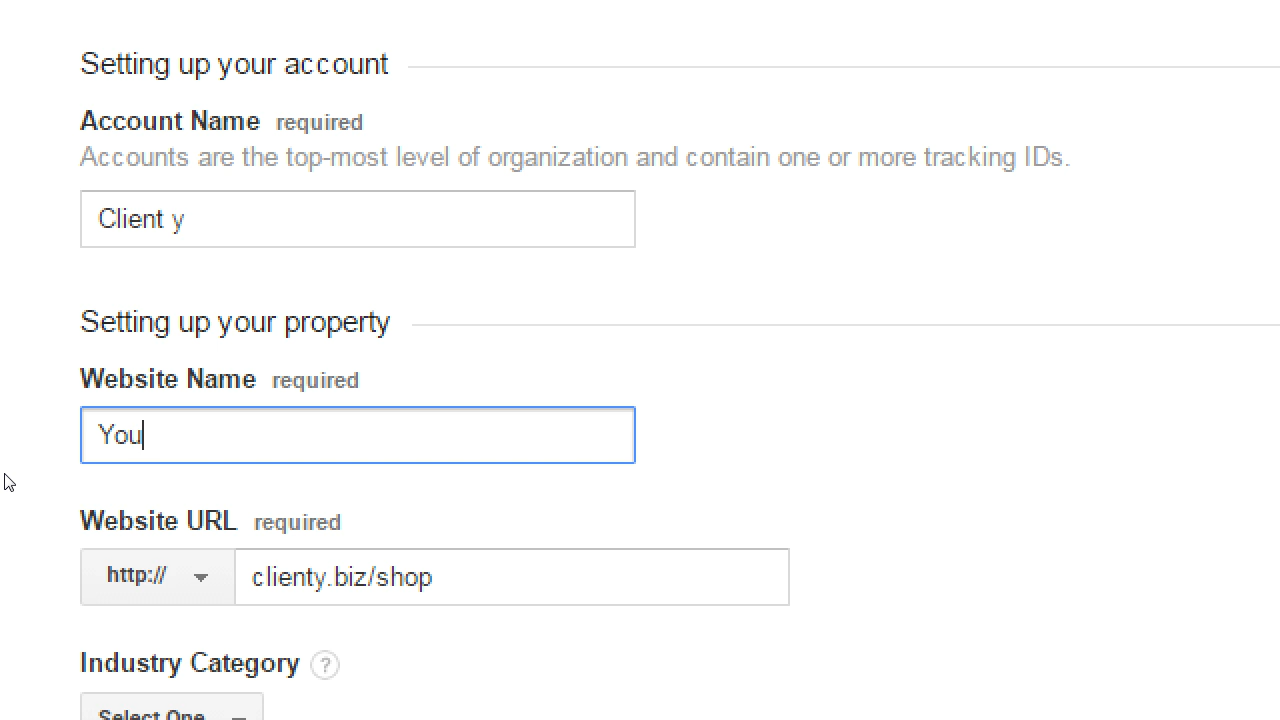 Setting up your account
Account Name required
Accounts are the top-most level of organization and contain one or more tracking IDs.
Client y
Setting up your property
Website Name required
You
Website URL required
http:// clienty.biz/shop
Industry Category ?
Select One